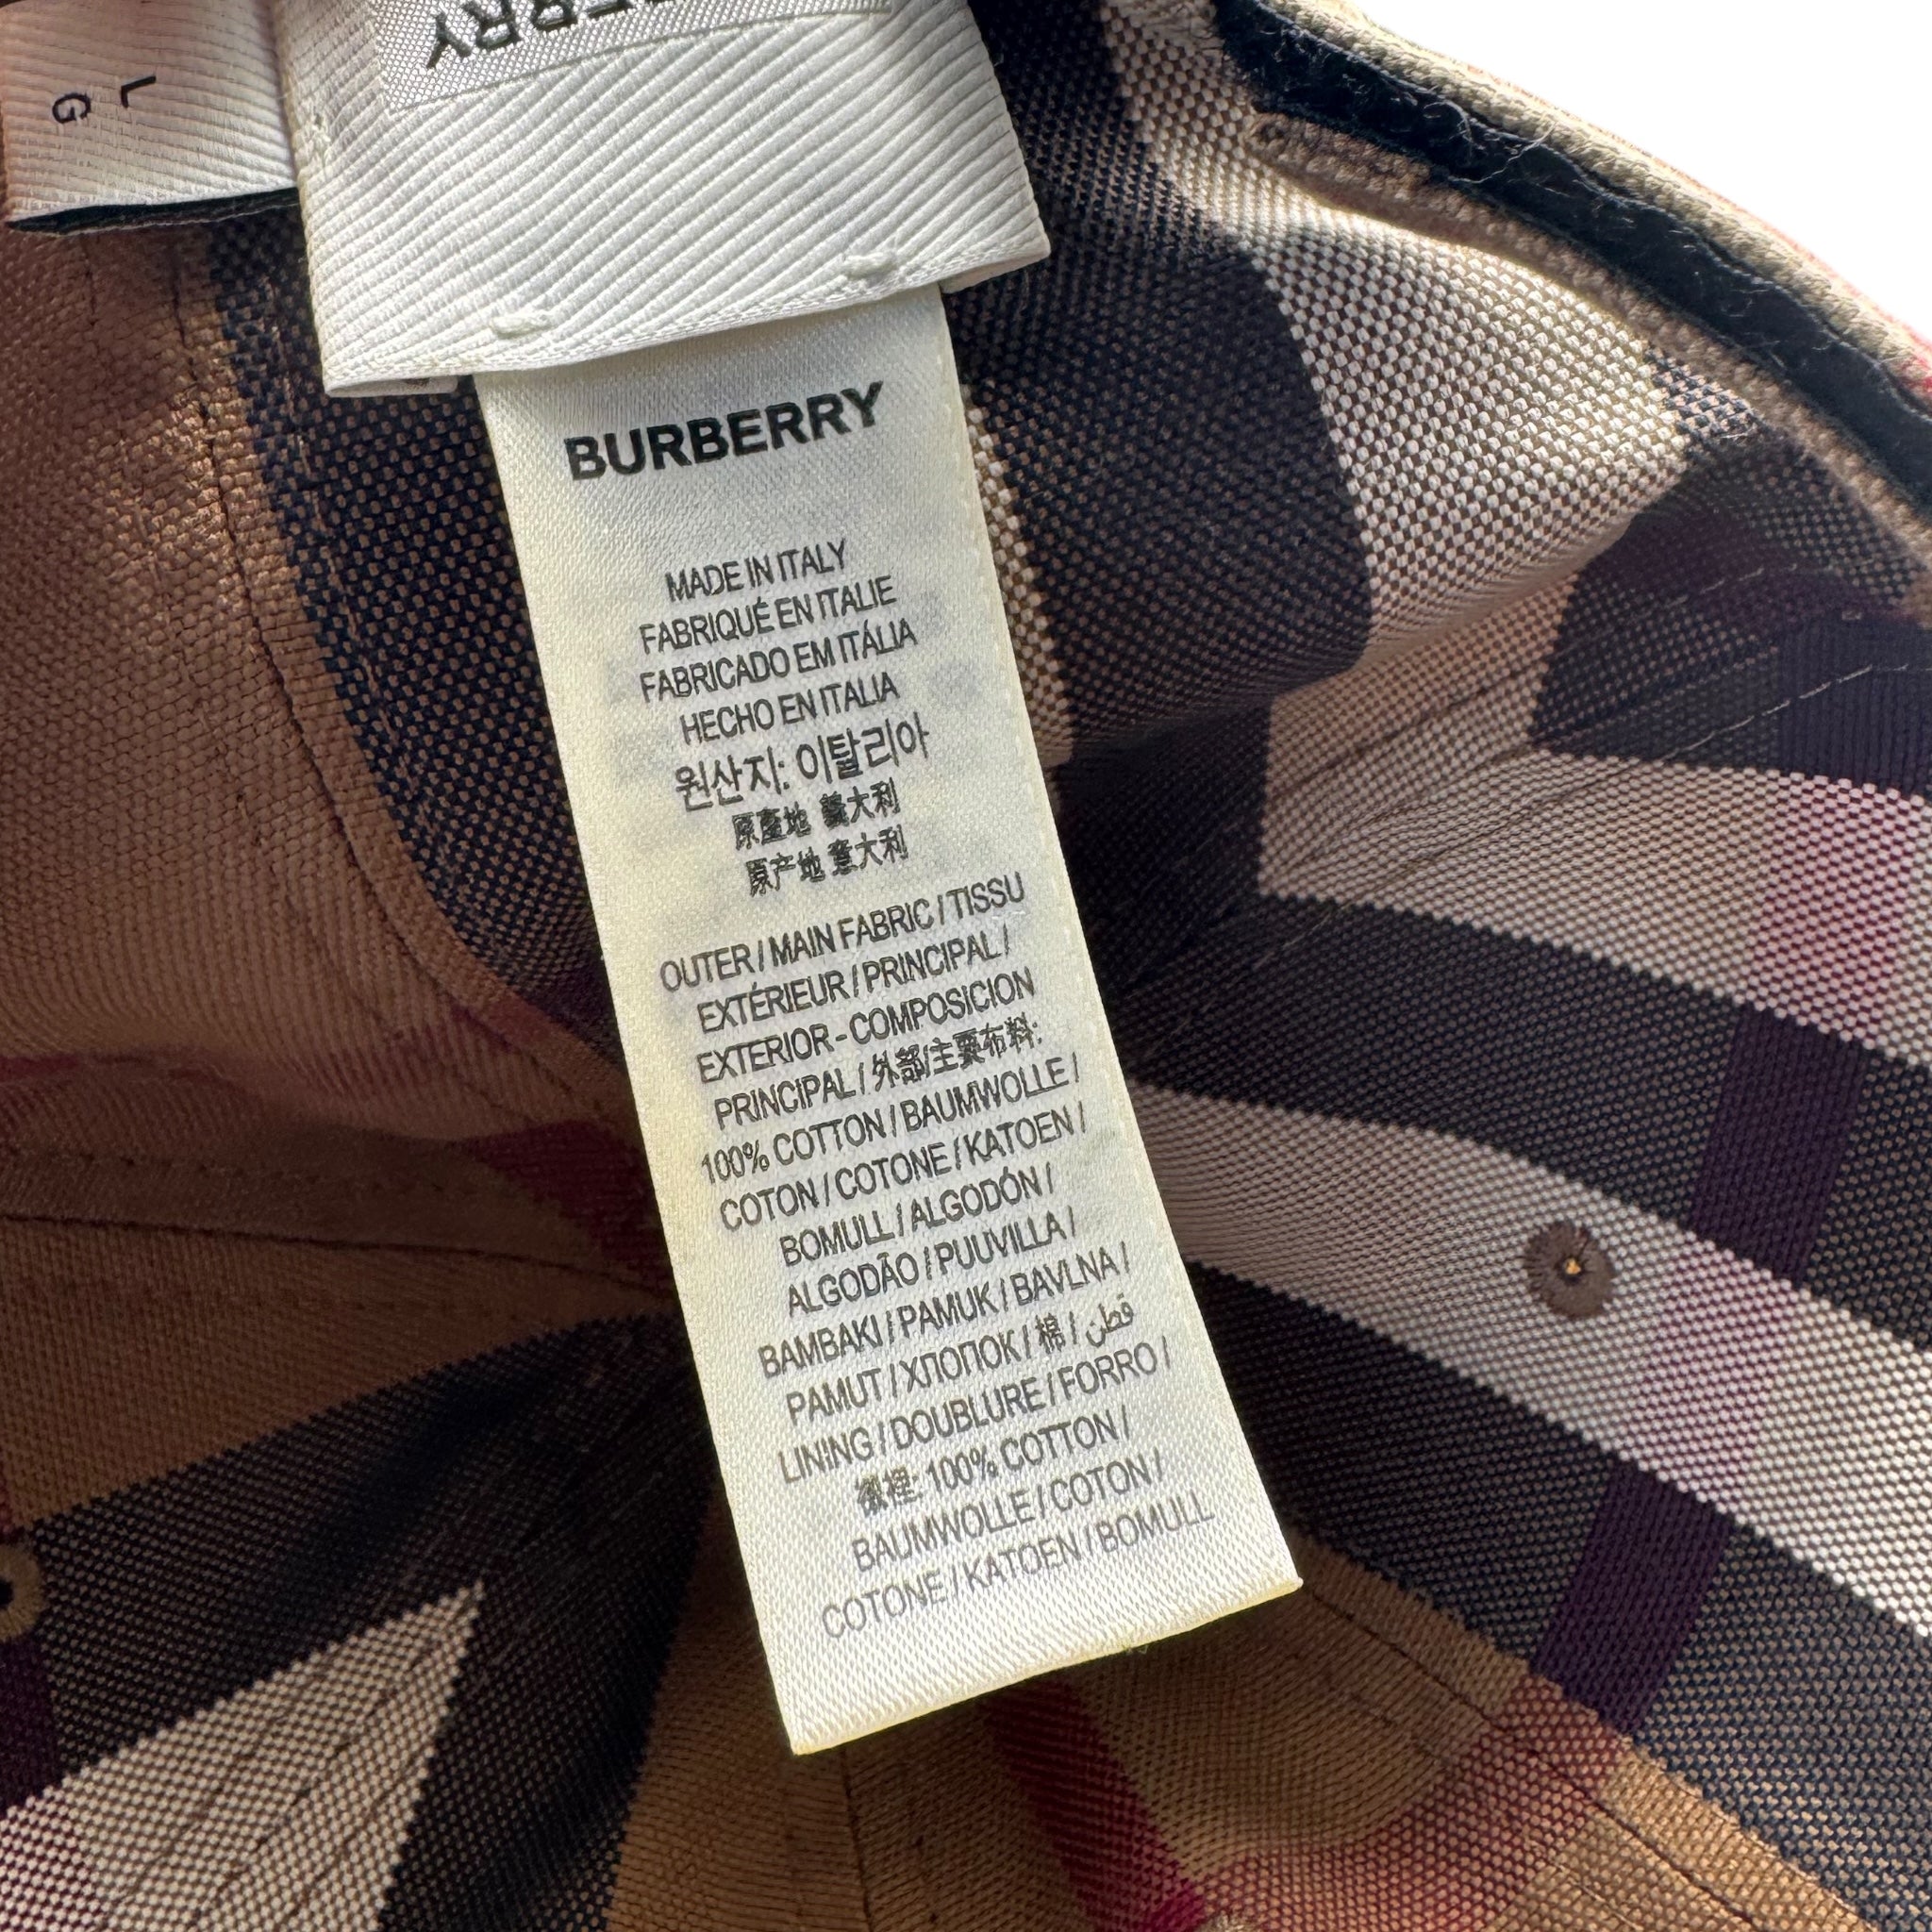 BURBERRY
L
G
BURBERRY
MADE IN ITALY
FABRIQUÉ EN ITALIE
FABRICADO EM ITÁLIA
HECHO EN ITALIA
원산지: 이탈리아
原產地 義大利
原产地 意大利
OUTER / MAIN FABRIC / TISSU
EXTÉRIEUR / PRINCIPAL /
EXTERIOR - COMPOSICION
PRINCIPAL / 外部/主要布料:
100% COTTON / BAUMWOLLE /
COTON / COTONE / KATOEN /
BOMULL / ALGODÓN /
ALGODÃO / PUUVILLA /
BAMBAKI / PAMUK / BAVLNA /
PAMUT / ХЛОПОК / 棉 / قطن
LINING / DOUBLURE / FORRO /
裡: 100% COTTON /
BAUMWOLLE / COTON /
COTONE / KATOEN / BOMULL